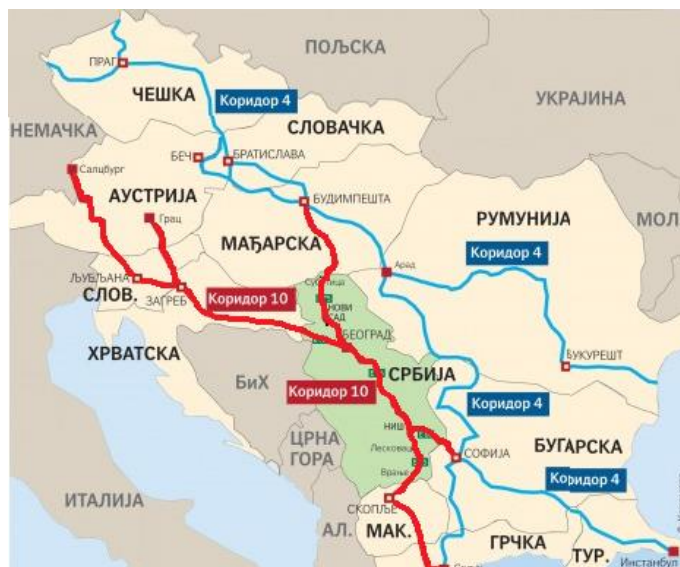 ПОЉСКА
ПРАГ
ЧЕШКА
Коридор 4
УКРАЈИНА
НЕМАЧКА
СЛОВАЧКА
БЕЧ
БРАТИСЛАВА
Салцбург
АУСТРИЈА
БУДИМПЕШТА
РУМУНИЈА
МОЛ
Грац
МАЂАРСКА
Коридор 4
Арад
ЉУБЉАНА
СЛОВ.
ЗАГРЕБ
Коридор 10
Суботица
НОВИ
САД
БЕОГРАД
ХРВАТСКА
БУКУРЕШТ
БиХ
Коридор 10
СРБИЈА
Коридор 4
НИШ
ЦРНА
ГОРА
Лесковац
СОФИЈА
БУГАРСКА
Врање
Коридор 4
ИТАЛИЈА
СКОПЉЕ
АЛ.
МАК.
ГРЧКА
ТУР.
Инстанбул